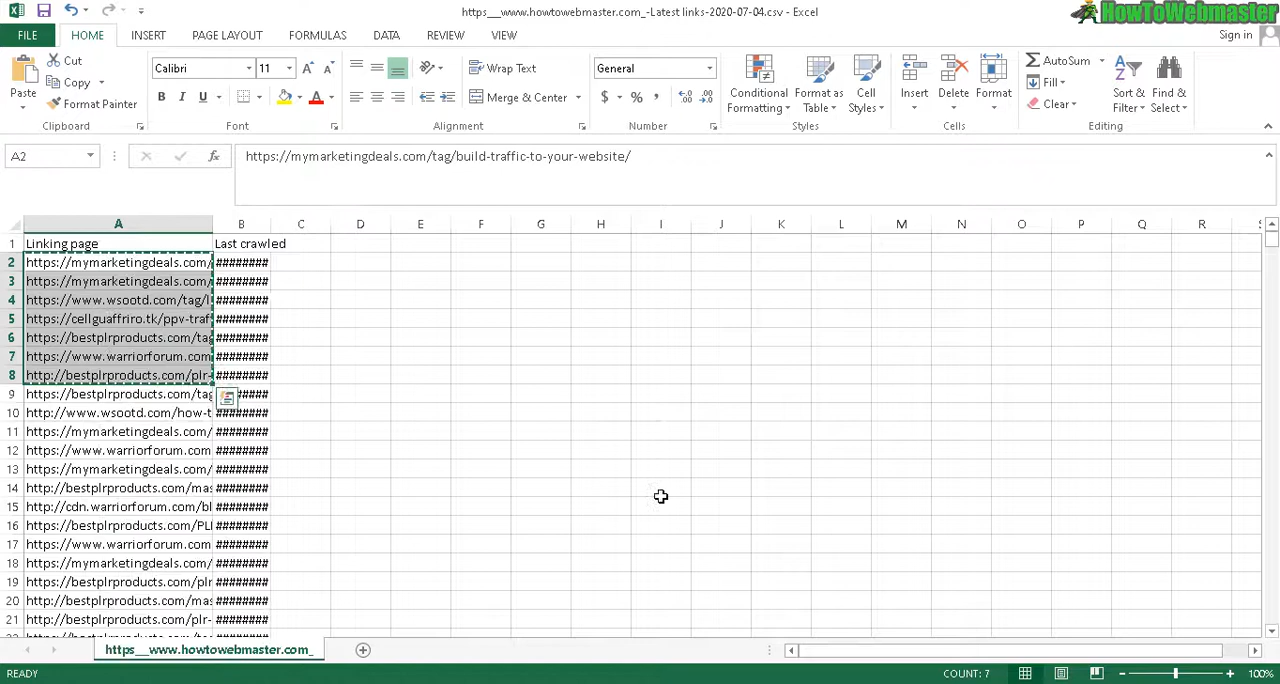 https__www.howtowebmaster.com_-Latest links-2020-07-04.csv - Excel
HowToWebmaster
FILE HOME INSERT PAGE LAYOUT FORMULAS DATA REVIEW VIEW Sign in
Paste Cut Copy Format Painter Clipboard
Calibri 11 B I U A Font
Wrap Text Merge & Center Alignment
General $ % , Number
Conditional Formatting Format as Table Cell Styles Styles
Insert Delete Format Cells
AutoSum Fill Clear Sort & Filter Find & Select Editing
A2 fx https://mymarketingdeals.com/tag/build-traffic-to-your-website/
A B C D E F G H I J K L M N O P Q R
1 Linking page Last crawled
2 https://mymarketingdeals.com/ ########
3 https://mymarketingdeals.com/ ########
4 https://www.wsootd.com/tag/l ########
5 https://cellguaffriro.tk/ppv-traf ########
6 https://bestplrproducts.com/tag ########
7 https://www.warriorforum.com ########
8 http://bestplrproducts.com/plr- ########
9 https://bestplrproducts.com/tag ########
10 http://www.wsootd.com/how-t ########
11 https://mymarketingdeals.com/ ########
12 https://www.warriorforum.com ########
13 https://mymarketingdeals.com/ ########
14 http://bestplrproducts.com/mas ########
15 http://cdn.warriorforum.com/bl ########
16 https://bestplrproducts.com/PLI ########
17 https://www.warriorforum.com ########
18 https://mymarketingdeals.com/ ########
19 https://bestplrproducts.com/plr ########
20 http://bestplrproducts.com/mas ########
21 http://bestplrproducts.com/plr- ########
https__www.howtowebmaster.com_
READY COUNT: 7 100%